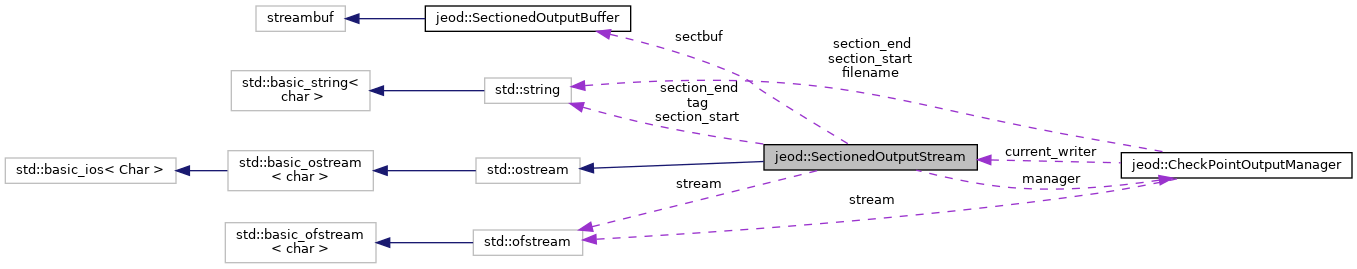 streambuf
jeod::SectionedOutputBuffer
sectbuf
section_end
section_start
filename
std::basic_string<
char >
std::string
section_end
tag
section_start
std::basic_ios< Char >
std::basic_ostream
< char >
std::ostream
jeod::SectionedOutputStream
current_writer
jeod::CheckPointOutputManager
manager
stream
stream
std::basic_ofstream
< char >
std::ofstream